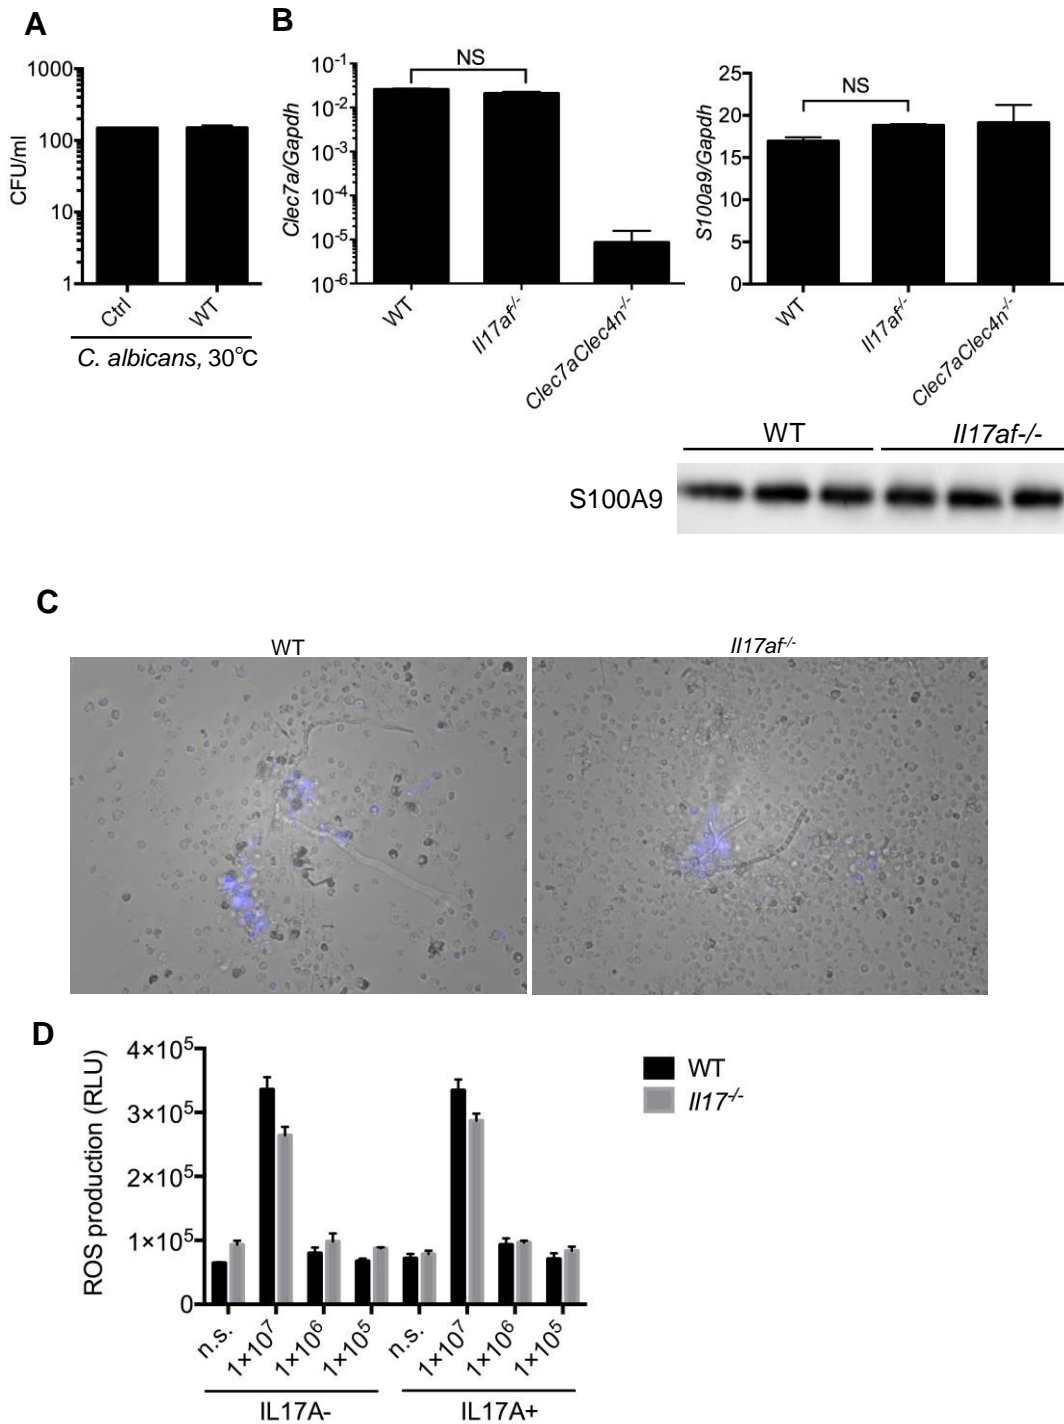 A
B
1000
100
10
1
CFU/ml
Ctrl
WT
C. albicans, 30°C
10⁻¹
10⁻²
10⁻³
10⁻⁴
10⁻⁵
10⁻⁶
Clec7a/Gapdh
NS
WT
Il17af⁻/⁻
Clec7aClec4n⁻/⁻
25
20
15
10
5
0
S100a9/Gapdh
NS
WT
Il17af⁻/⁻
Clec7aClec4n⁻/⁻
WT
Il17af-/-
S100A9
C
WT
Il17af⁻/⁻
D
4×10⁵
3×10⁵
2×10⁵
1×10⁵
0
ROS production (RLU)
n.s.
1×10⁷
1×10⁶
1×10⁵
n.s.
1×10⁷
1×10⁶
1×10⁵
IL17A-
IL17A+
WT
Il17⁻/⁻